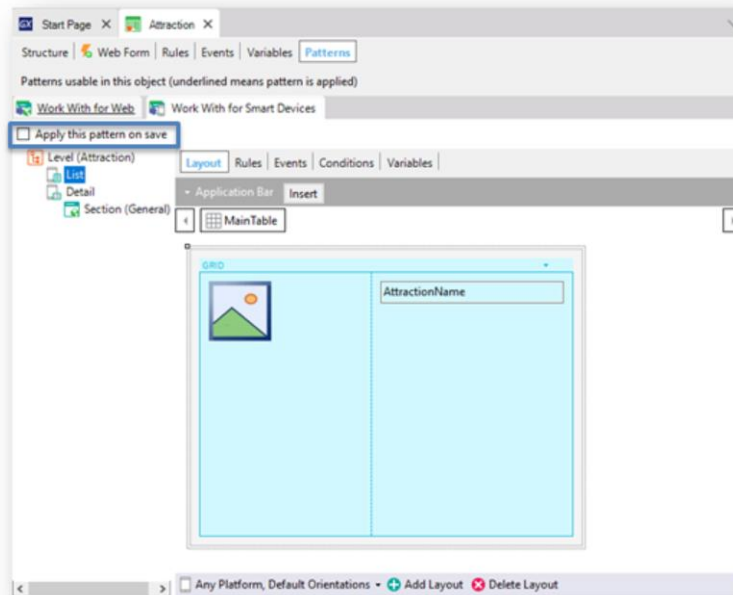 GX Start Page X Attraction X
Structure Web Form Rules Events Variables Patterns
Patterns usable in this object (underlined means pattern is applied)
Work With for Web Work With for Smart Devices
Apply this pattern on save
Level (Attraction)
List
Detail
Section (General)
Layout Rules Events Conditions Variables
Application Bar Insert
MainTable
GRID
AttractionName
Any Platform, Default Orientations Add Layout Delete Layout